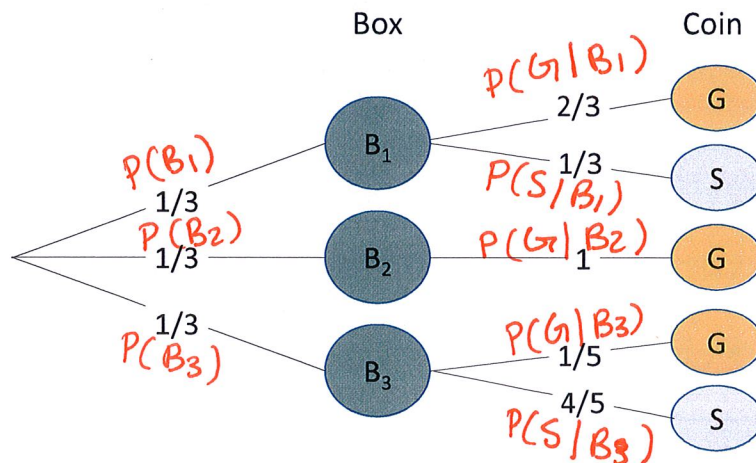 Box Coin
P(G/B1)
2/3 G
B₁
P(B1)
1/3
1/3 S
P(S/B1)
P(B2)
1/3
B₂
P(G/B2)
1 G
1/3
P(B3)
B₃
P(G/B3)
1/5 G
4/5 S
P(S/B3)